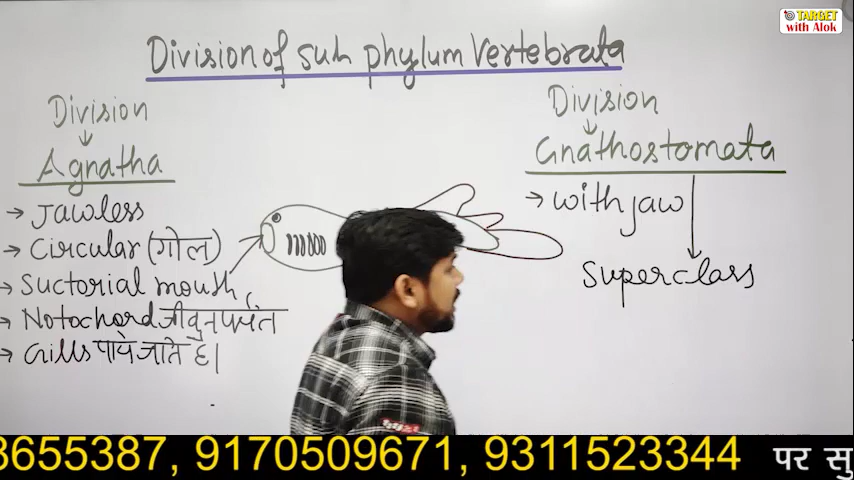 TARGET
with Alok
Division of sub phylum Vertebrata
Division
Agnatha
→ Jawless
→ Circular (गोल)
→ Suctorial mouth
→ Notochord जीवनपर्यंत
→ Gills पाये जाते है।
Division
Gnathostomata
→ with jaw
Superclass
3655387, 9170509671, 9311523344 पर सु